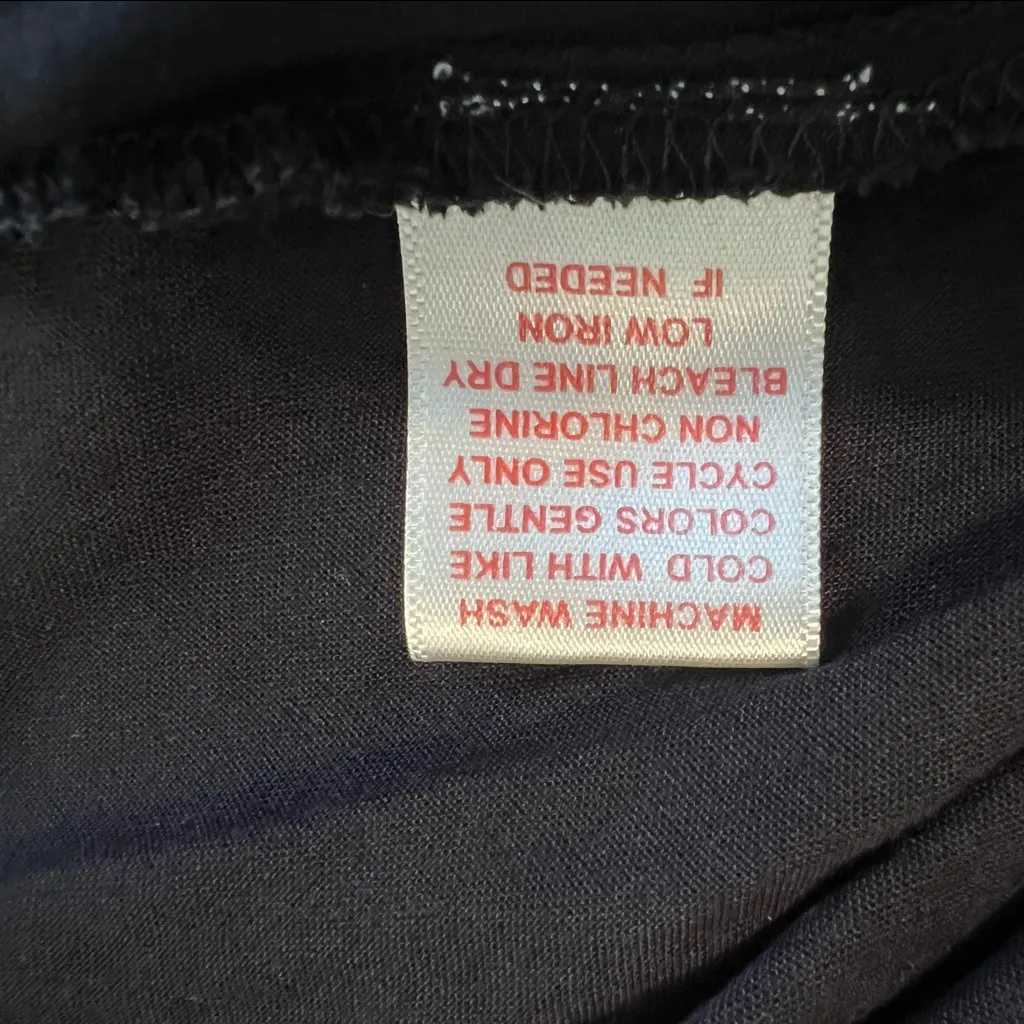 MACHINE WASH
COLD WITH LIKE
COLORS GENTLE
CYCLE USE ONLY
NON CHLORINE
BLEACH LINE DRY
LOW IRON
IF NEEDED